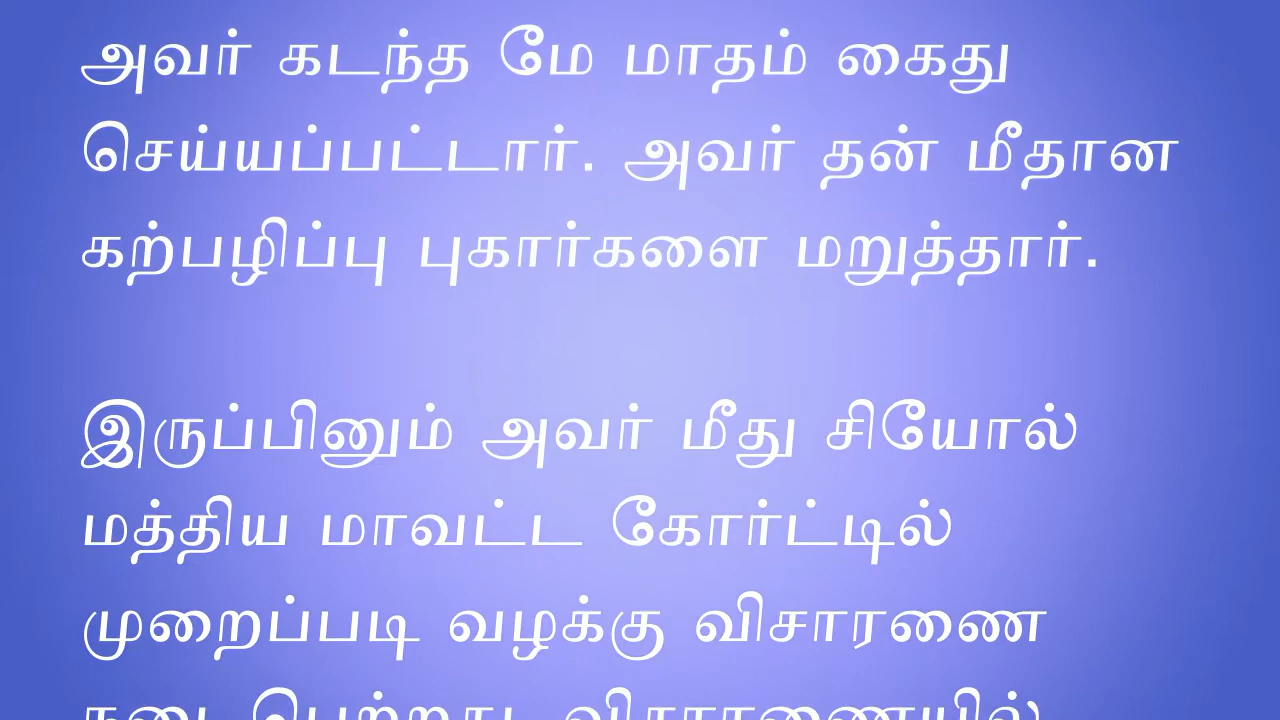 அவர் கடந்த மே மாதம் கைது
செய்யப்பட்டார். அவர் தன் மீதான
கற்பழிப்பு புகார்களை மறுத்தார்.
இருப்பினும் அவர் மீது சியோல்
மத்திய மாவட்ட கோர்ட்டில்
முறைப்படி வழக்கு விசாரணை